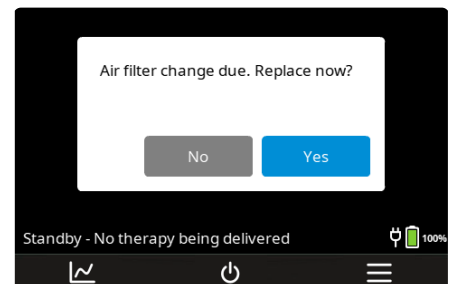 Air filter change due. Replace now?
No Yes
Standby - No therapy being delivered 100%